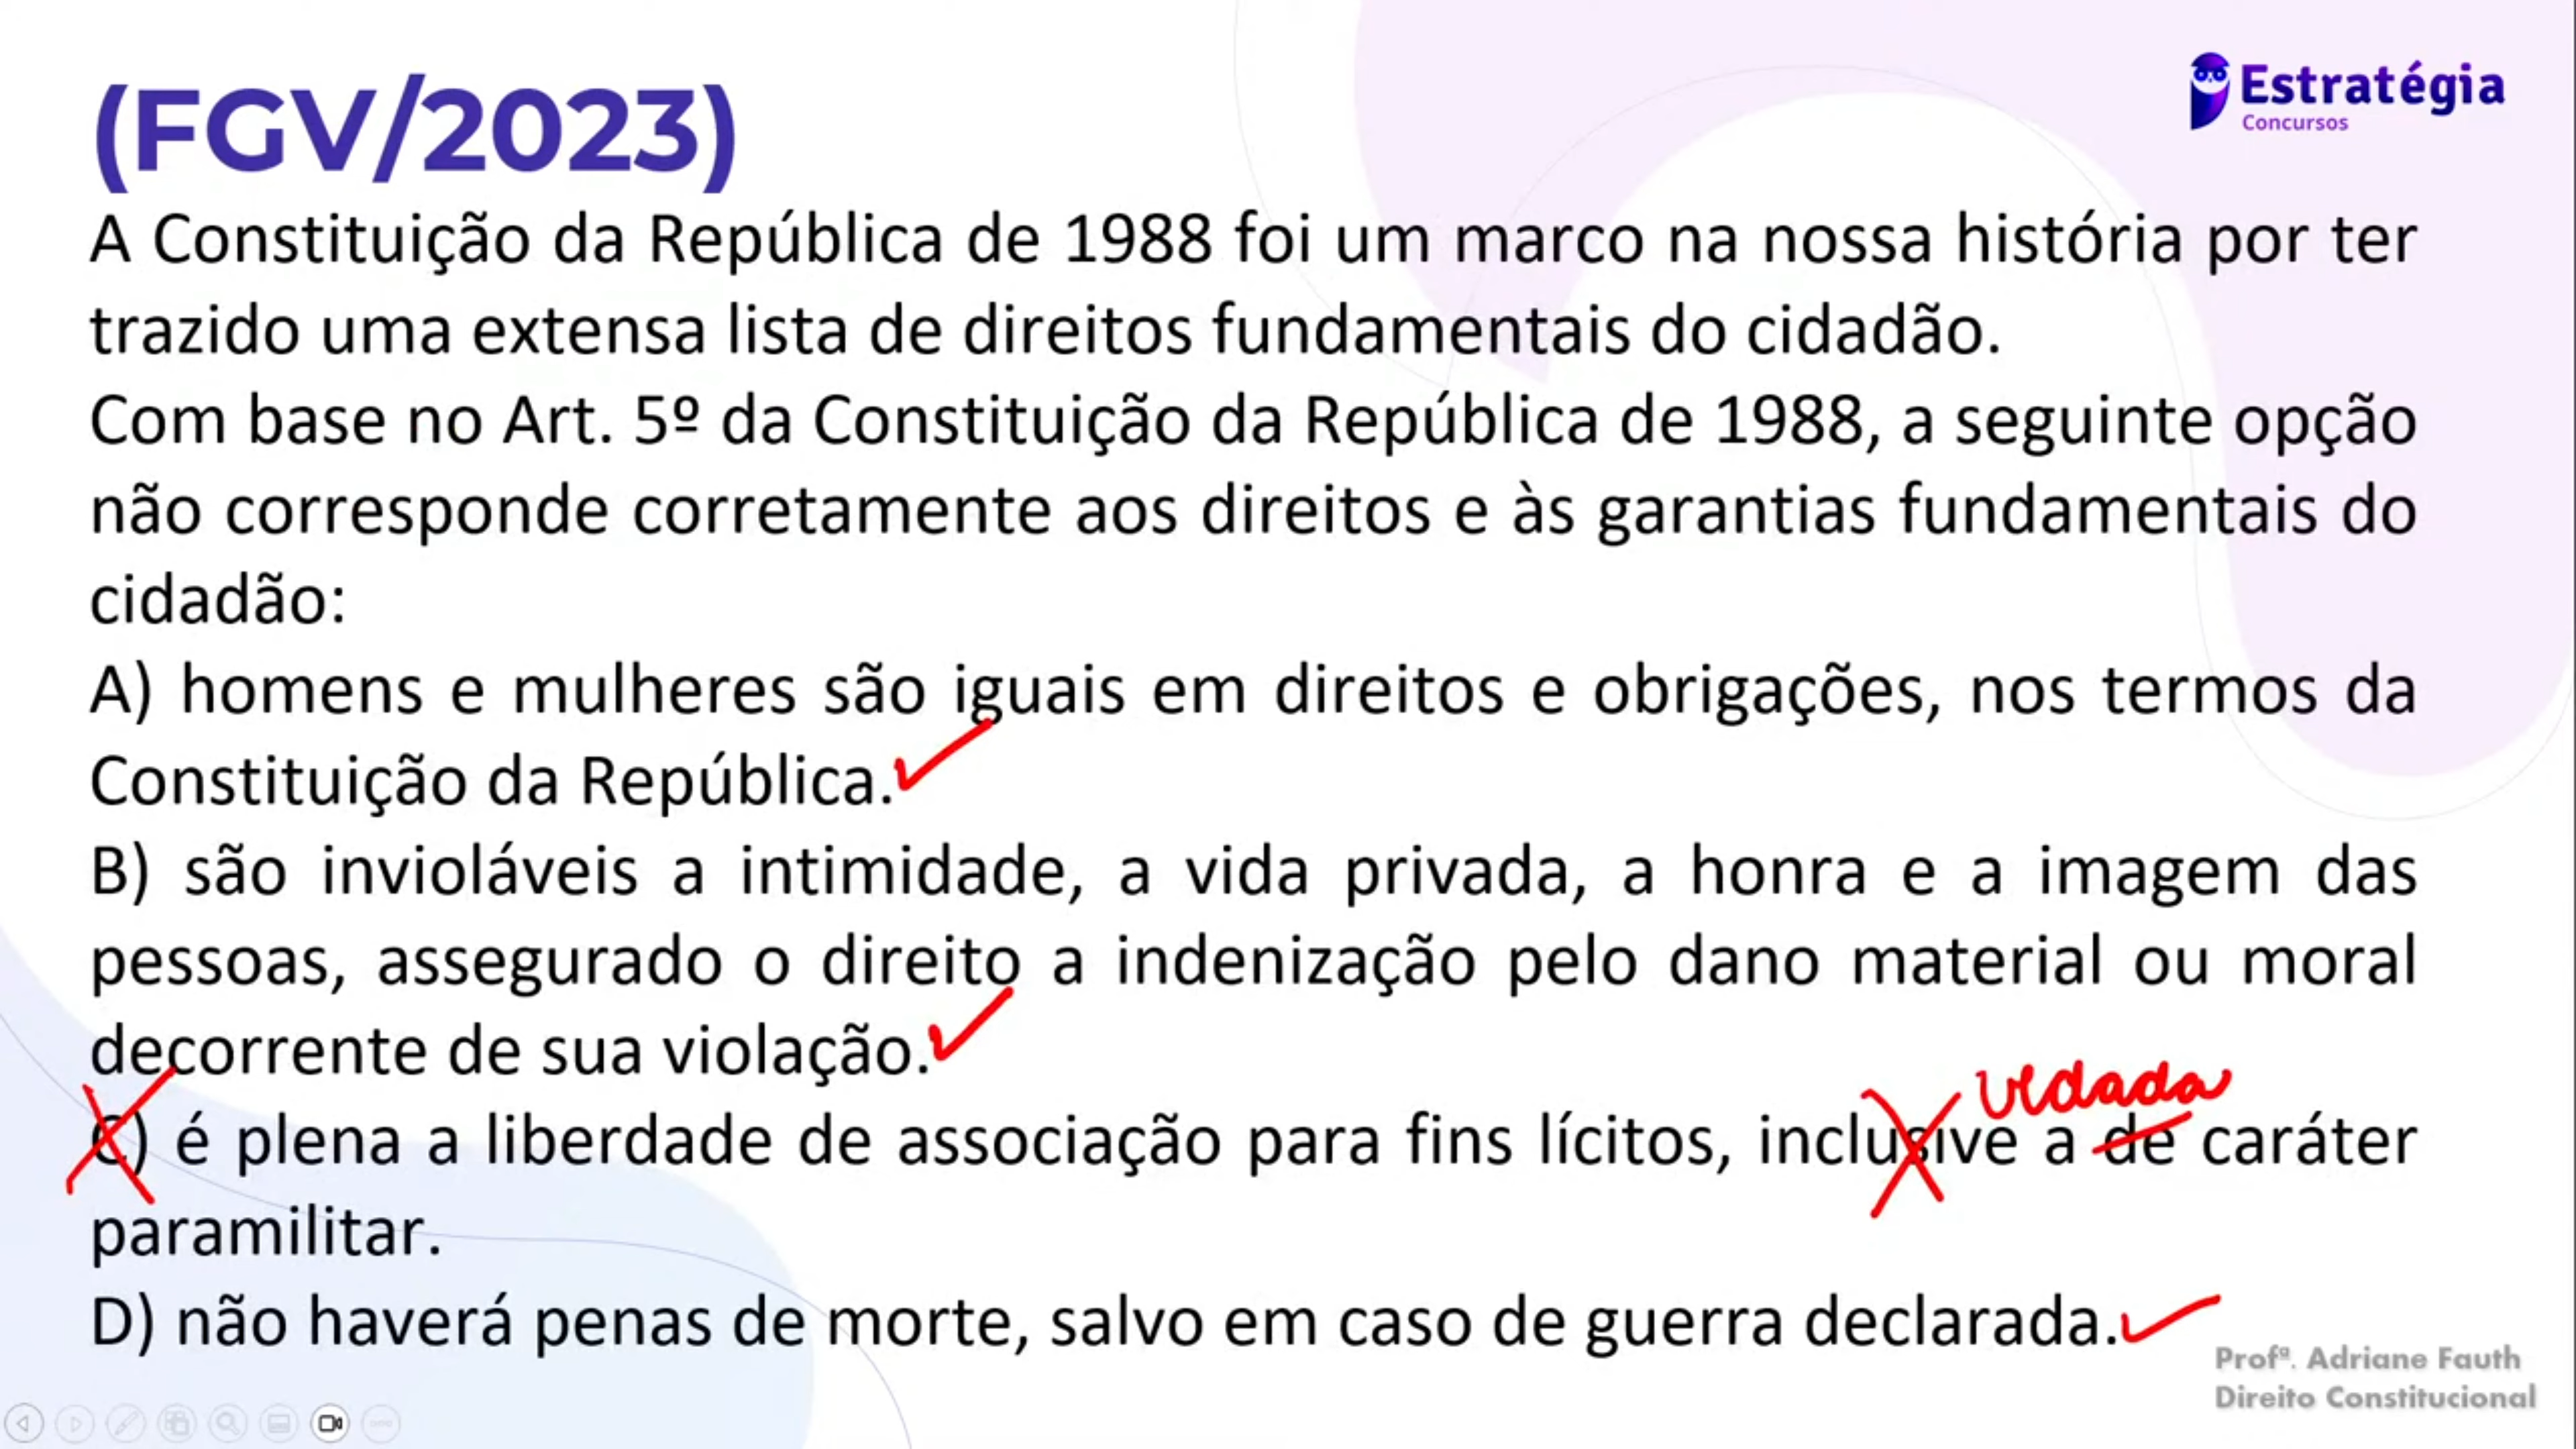 (FGV/2023)
Estratégia
Concursos
A Constituição da República de 1988 foi um marco na nossa história por ter
trazido uma extensa lista de direitos fundamentais do cidadão.
Com base no Art. 5º da Constituição da República de 1988, a seguinte opção
não corresponde corretamente aos direitos e às garantias fundamentais do
cidadão:
A) homens e mulheres são iguais em direitos e obrigações, nos termos da
Constituição da República.
B) são invioláveis a intimidade, a vida privada, a honra e a imagem das
pessoas, assegurado o direito a indenização pelo dano material ou moral
decorrente de sua violação.
vedada
C) é plena a liberdade de associação para fins lícitos, inclusive a de caráter
paramilitar.
D) não haverá penas de morte, salvo em caso de guerra declarada.
Profª. Adriane Fauth
Direito Constitucional